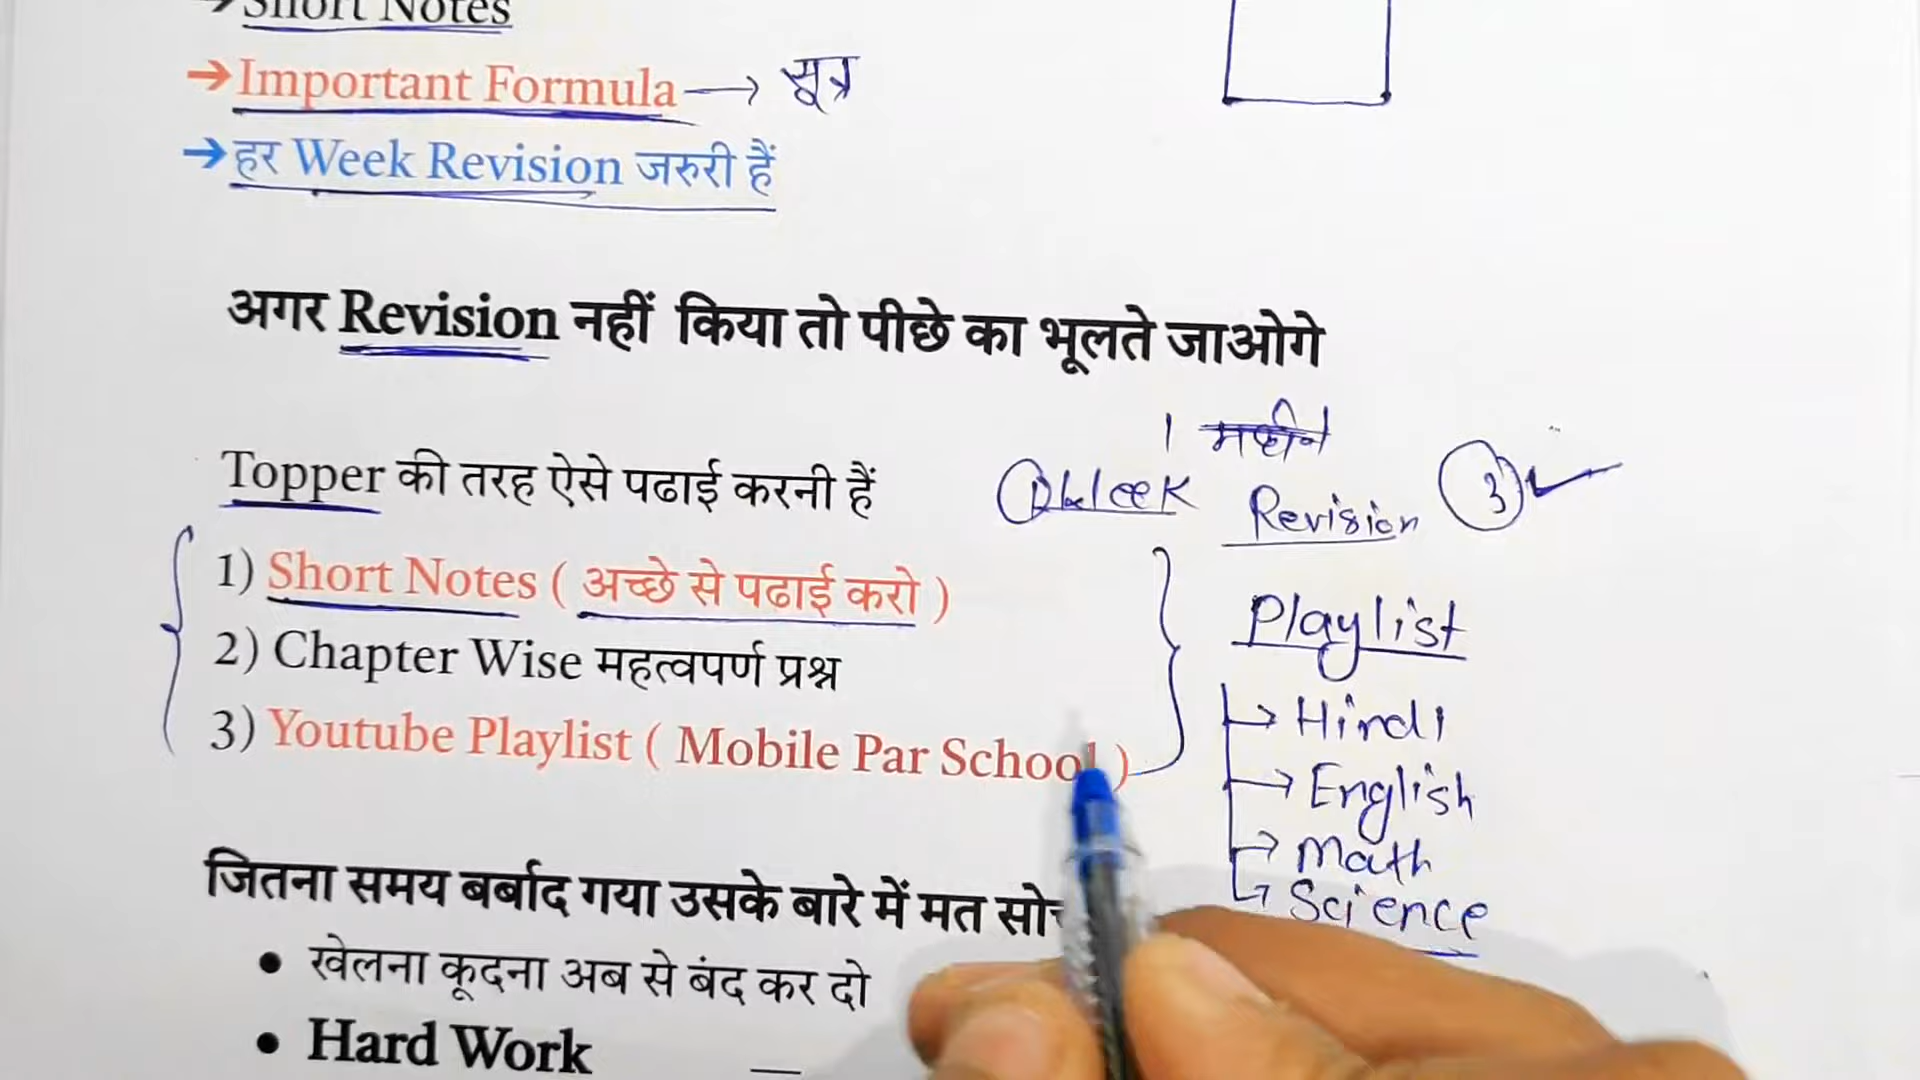 →Short Notes
→Important Formula → सूत्र
→हर Week Revision जरुरी हैं
अगर Revision नहीं किया तो पीछे का भूलते जाओगे
1 महीने
Topper की तरह ऐसे पढाई करनी हैं
① Week Revision ③ ✓
1) Short Notes ( अच्छे से पढाई करो )
2) Chapter Wise महत्वपर्ण प्रश्न
3) Youtube Playlist ( Mobile Par School )
Playlist
→ Hindi
→ English
→ Math
→ Science
जितना समय बर्बाद गया उसके बारे में मत
• खेलना कूदना अब से बंद कर दो
• Hard Work